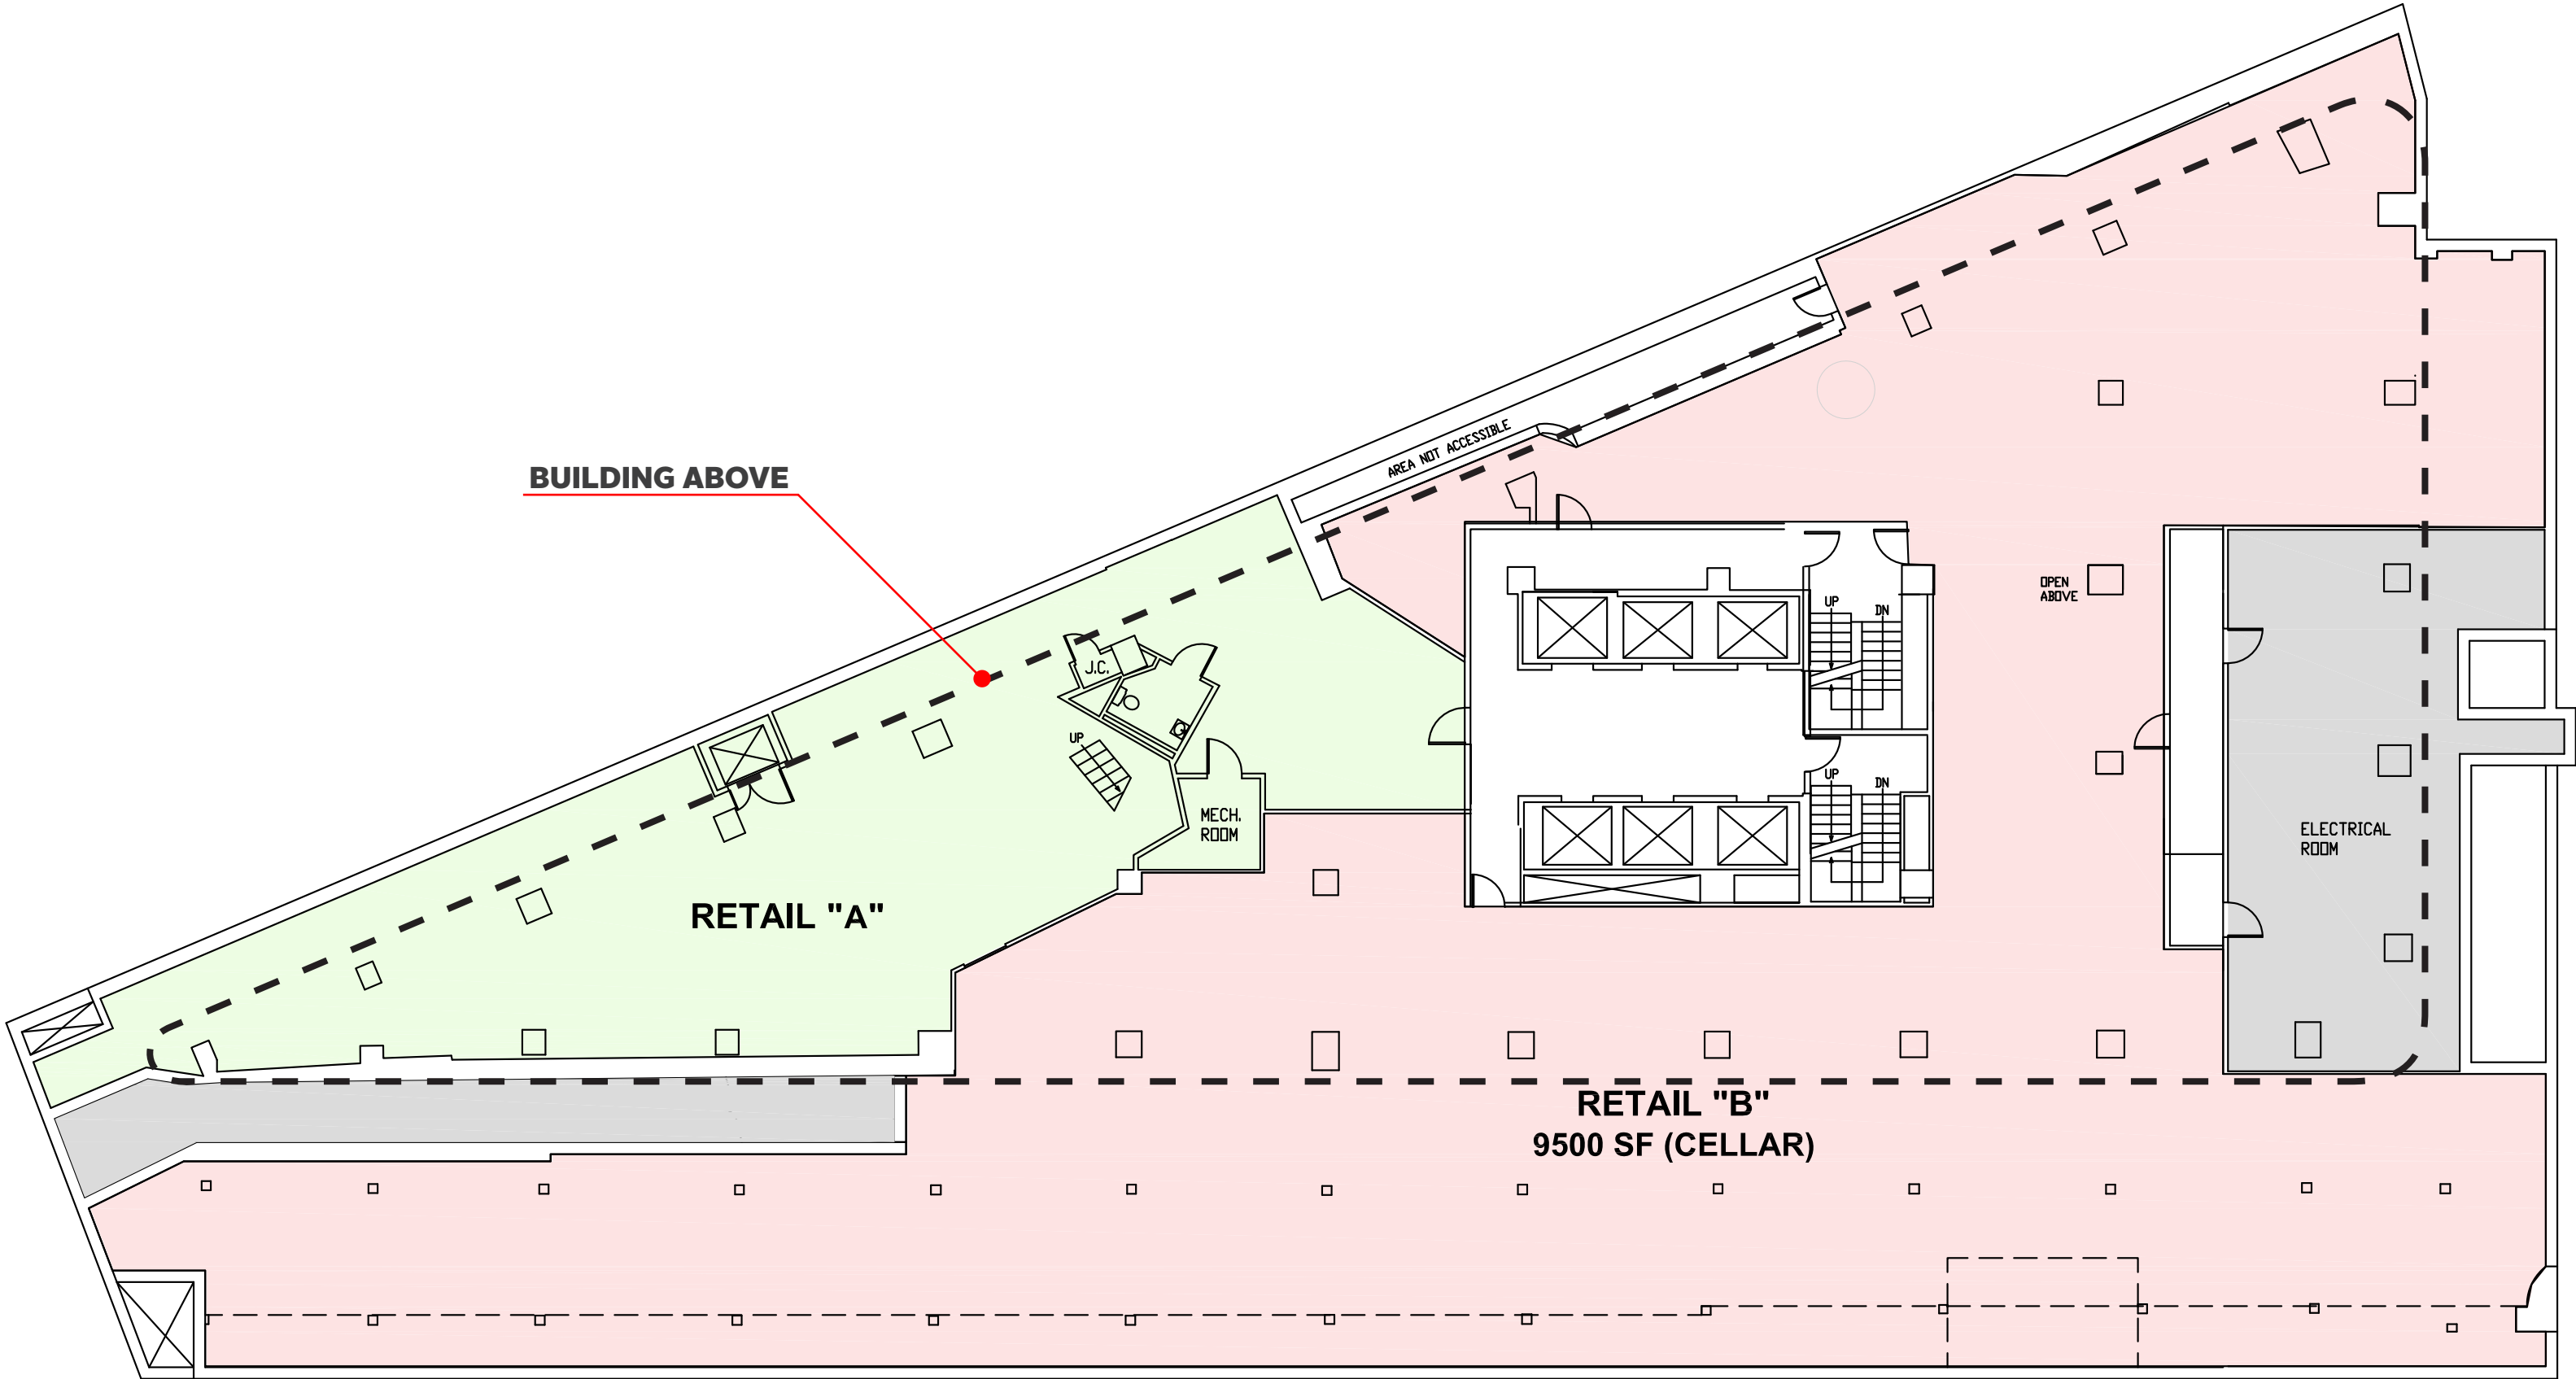 BUILDING ABOVE
AREA NOT ACCESSIBLE
OPEN
ABOVE
UP
DN
J.C.
UP
UP
DN
MECH.
ROOM
ELECTRICAL
ROOM
RETAIL "A"
RETAIL "B"
9500 SF (CELLAR)